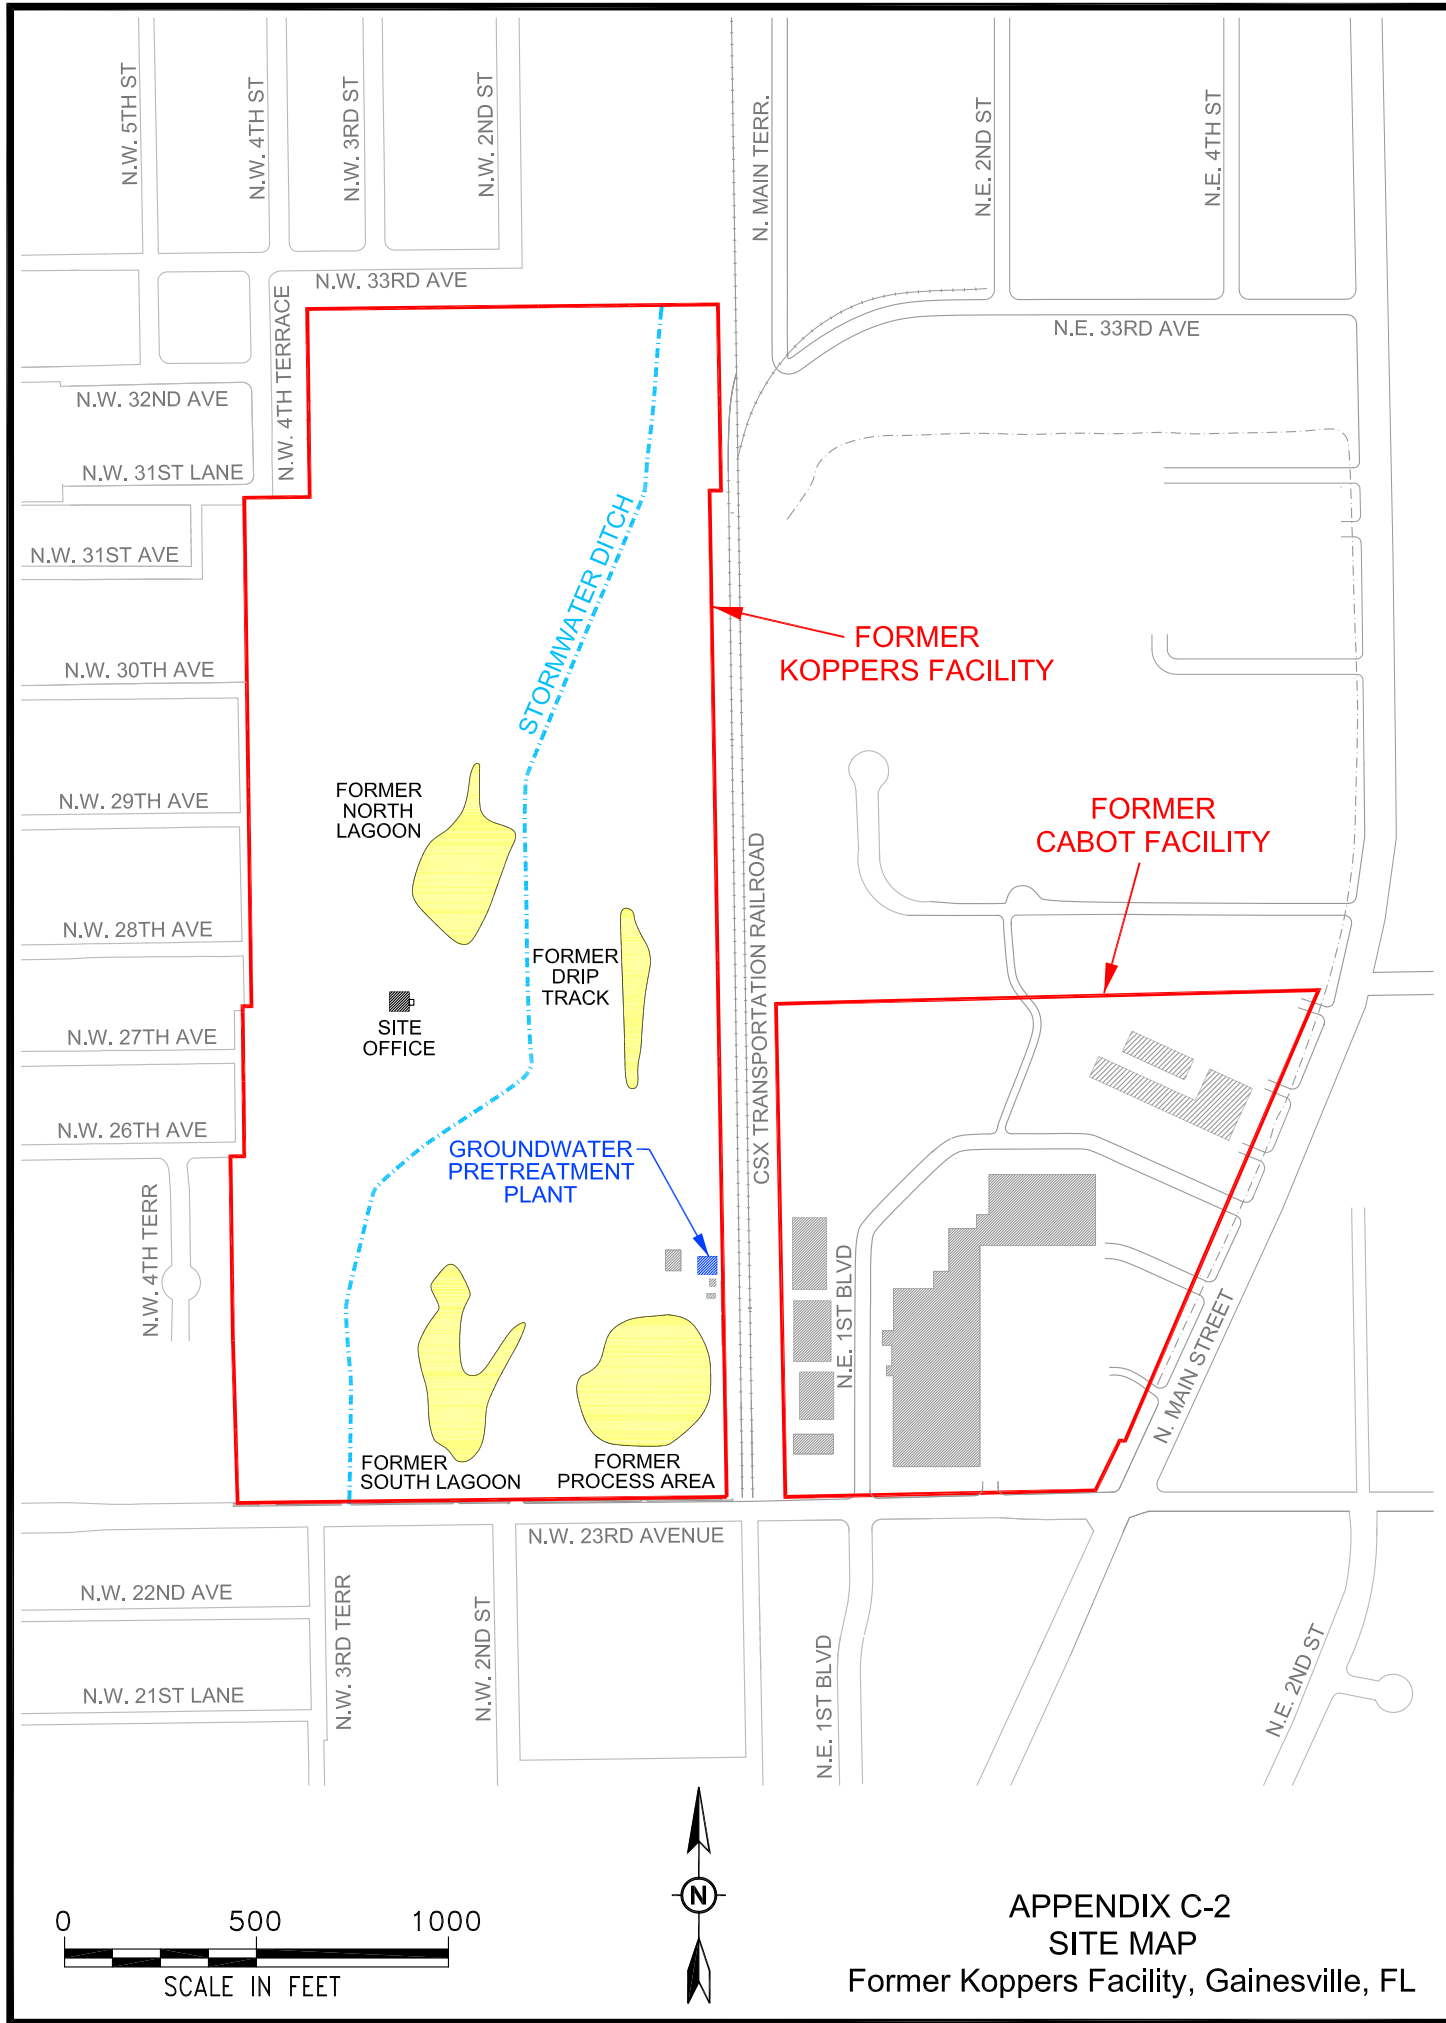 N.W. 5TH ST
N.W. 4TH ST
N.W. 3RD ST
N.W. 2ND ST
N. MAIN TERR.
N.E. 2ND ST
N.E. 4TH ST
N.W. 33RD AVE
N.E. 33RD AVE
N.W. 4TH TERRACE
N.W. 32ND AVE
N.W. 31ST LANE
N.W. 31ST AVE
STORMWATER DITCH
FORMER
KOPPERS FACILITY
N.W. 30TH AVE
N.W. 29TH AVE
FORMER
NORTH
LAGOON
FORMER
CABOT FACILITY
N.W. 28TH AVE
FORMER
DRIP
TRACK
CSX TRANSPORTATION RAILROAD
N.W. 27TH AVE
SITE
OFFICE
N.W. 26TH AVE
GROUNDWATER
PRETREATMENT
PLANT
N.W. 4TH TERR
N.E. 1ST BLVD
N. MAIN STREET
FORMER
SOUTH LAGOON
FORMER
PROCESS AREA
N.W. 23RD AVENUE
N.W. 22ND AVE
N.W. 3RD TERR
N.W. 2ND ST
N.E. 1ST BLVD
N.E. 2ND ST
N.W. 21ST LANE
0 500 1000
SCALE IN FEET
N
APPENDIX C-2
SITE MAP
Former Koppers Facility, Gainesville, FL